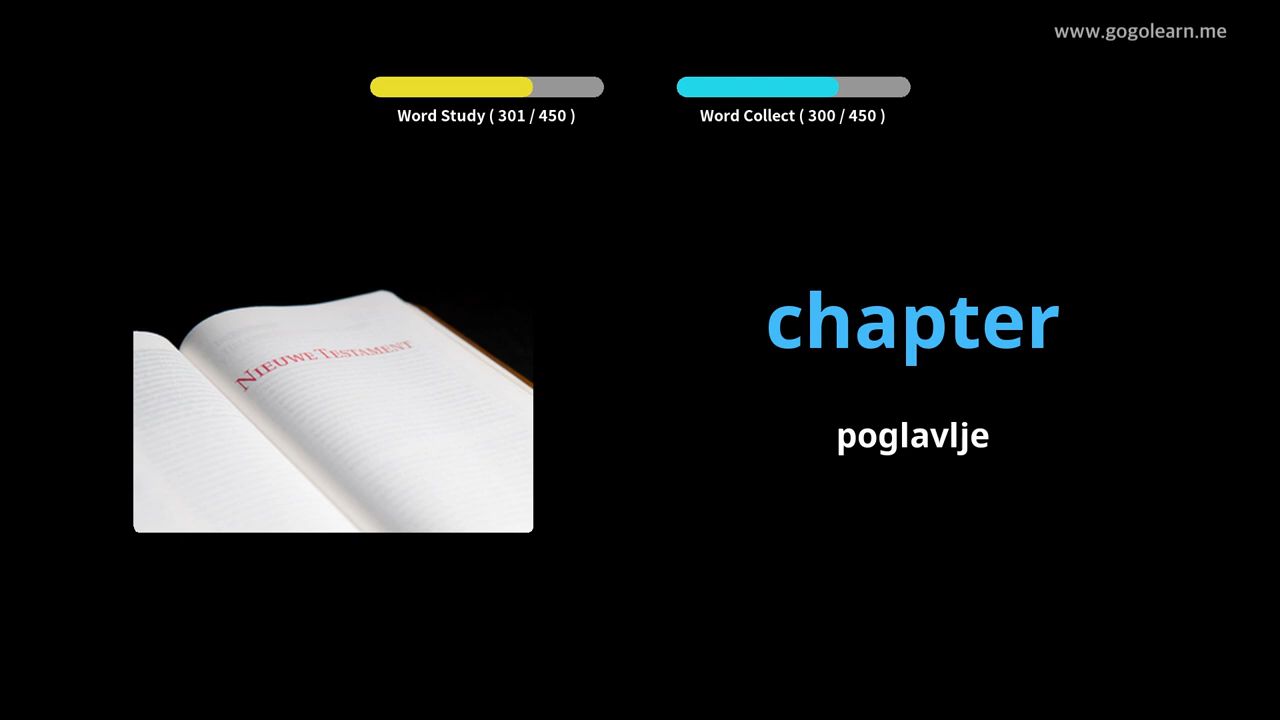 www.gogolearn.me
Word Study ( 301 / 450 )
Word Collect ( 300 / 450 )
NIEUWE TESTAMENT
chapter
poglavlje